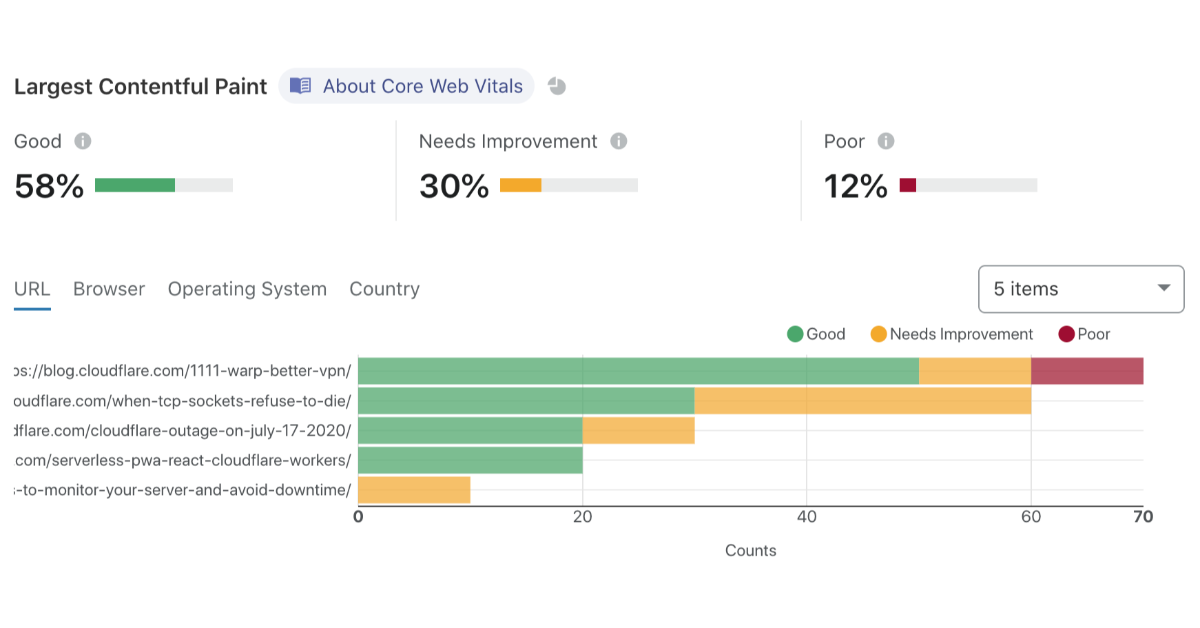 Largest Contentful Paint About Core Web Vitals
Good
58%
Needs Improvement
30%
Poor
12%
URL Browser Operating System Country
5 items
Good Needs Improvement Poor
ps://blog.cloudflare.com/1111-warp-better-vpn/
oudflare.com/when-tcp-sockets-refuse-to-die/
dflare.com/cloudflare-outage-on-july-17-2020/
.com/serverless-pwa-react-cloudflare-workers/
-to-monitor-your-server-and-avoid-downtime/
0 20 40 60 70
Counts